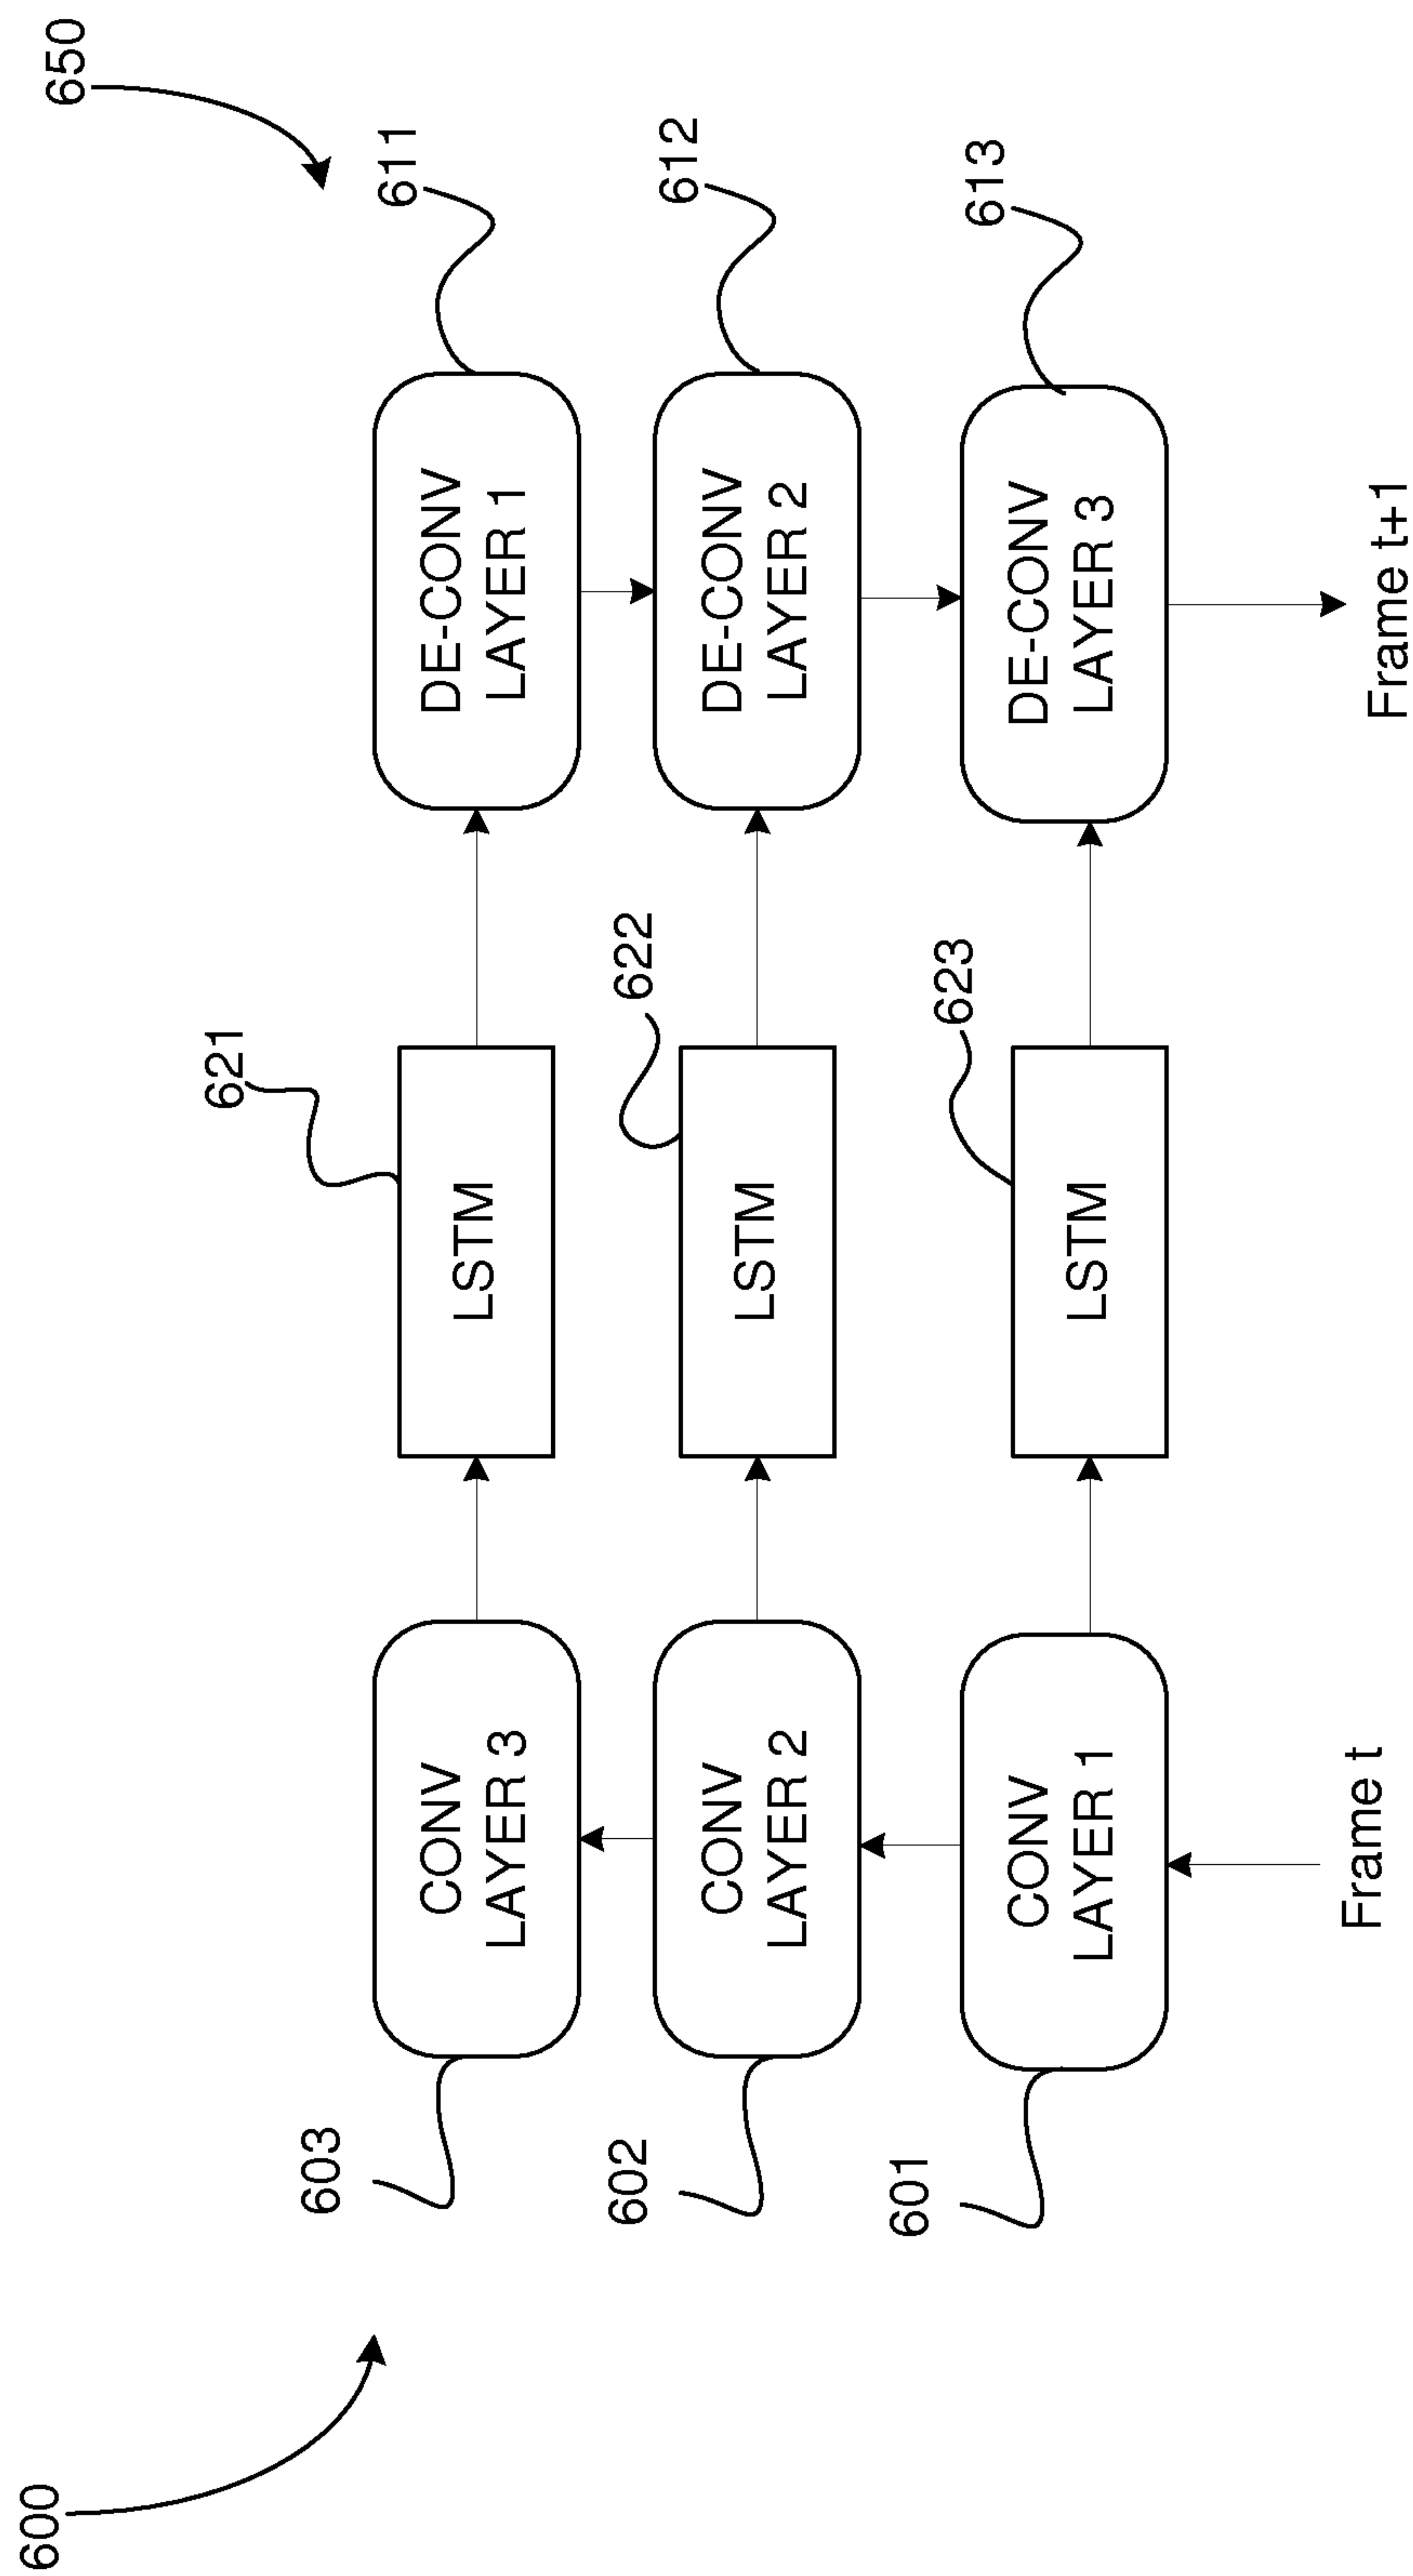 600
650
621
603
611
CONV
LAYER 3
LSTM
DE-CONV
LAYER 1
602
622
612
CONV
LAYER 2
LSTM
DE-CONV
LAYER 2
601
623
613
CONV
LAYER 1
LSTM
DE-CONV
LAYER 3
Frame t
Frame t+1